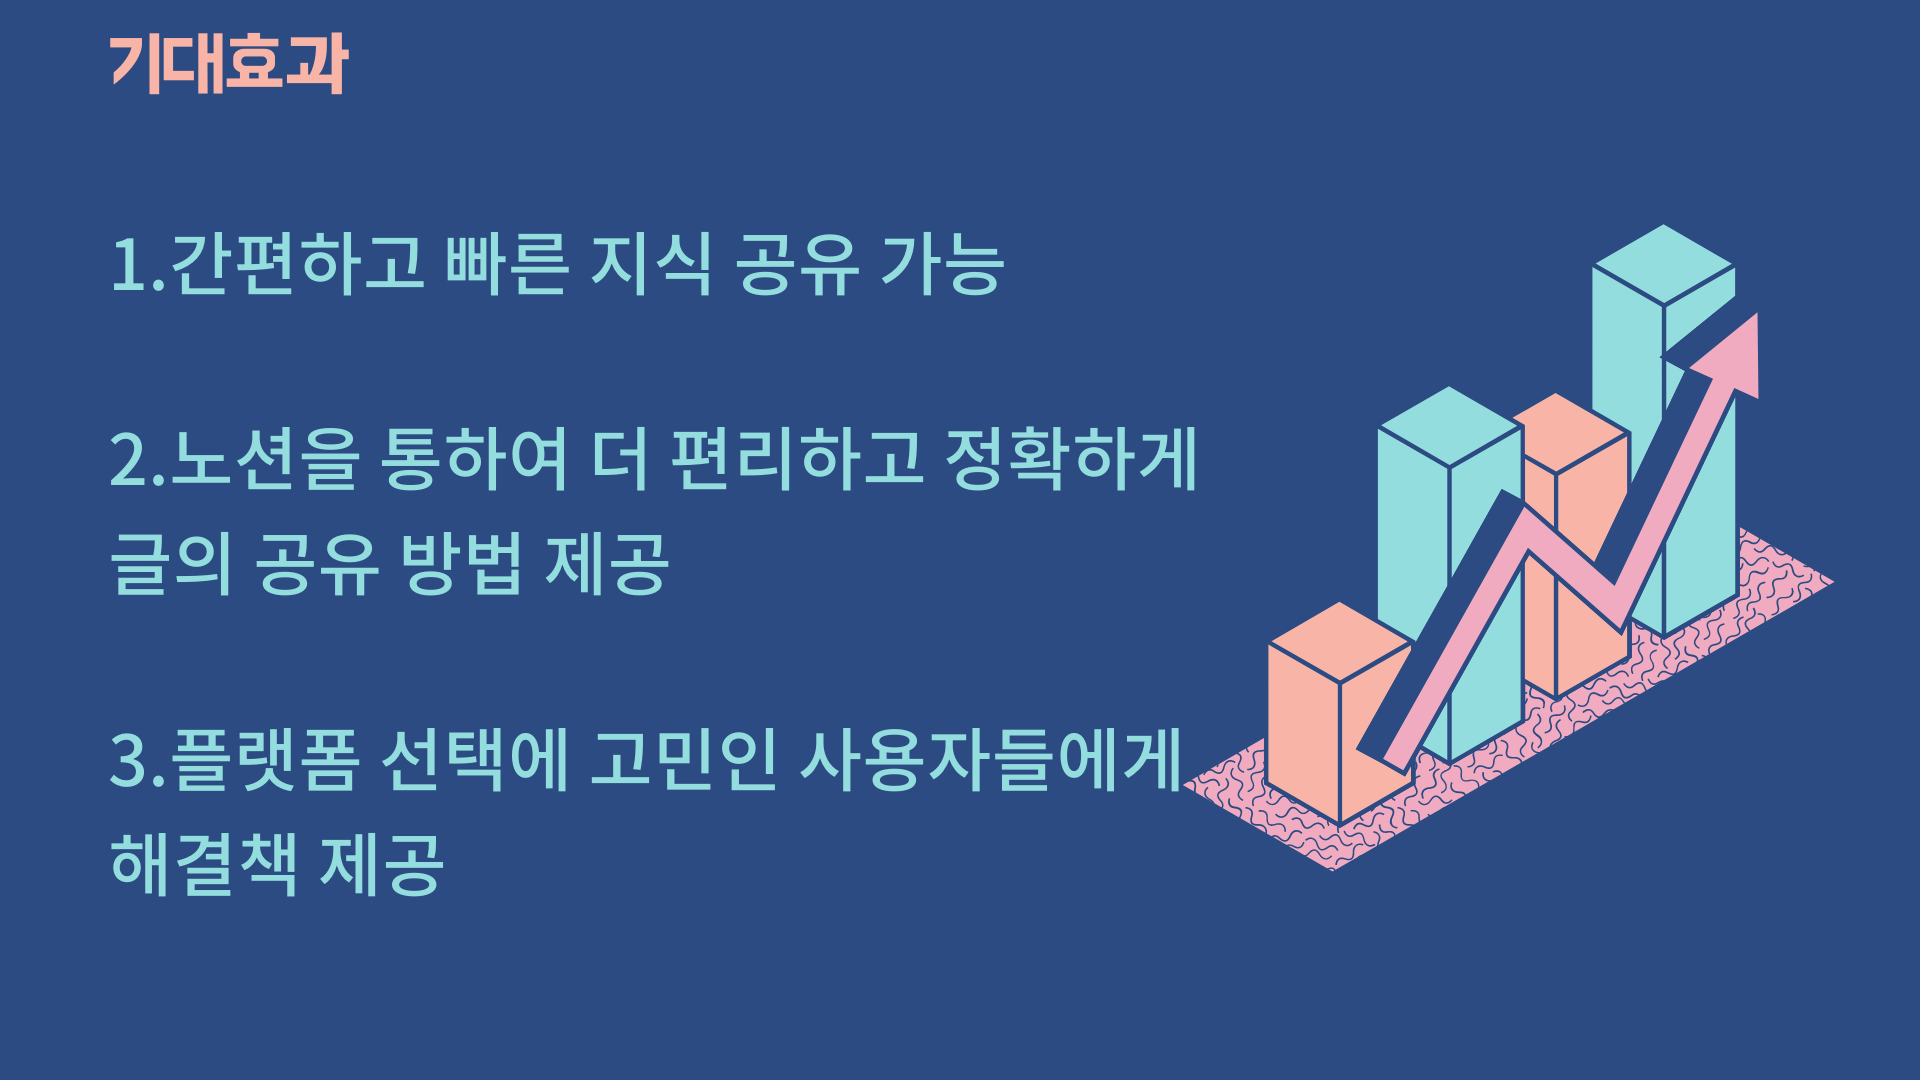 기대효과
1.간편하고 빠른 지식 공유 가능
2.노션을 통하여 더 편리하고 정확하게
글의 공유 방법 제공
3.플랫폼 선택에 고민인 사용자들에게
해결책 제공